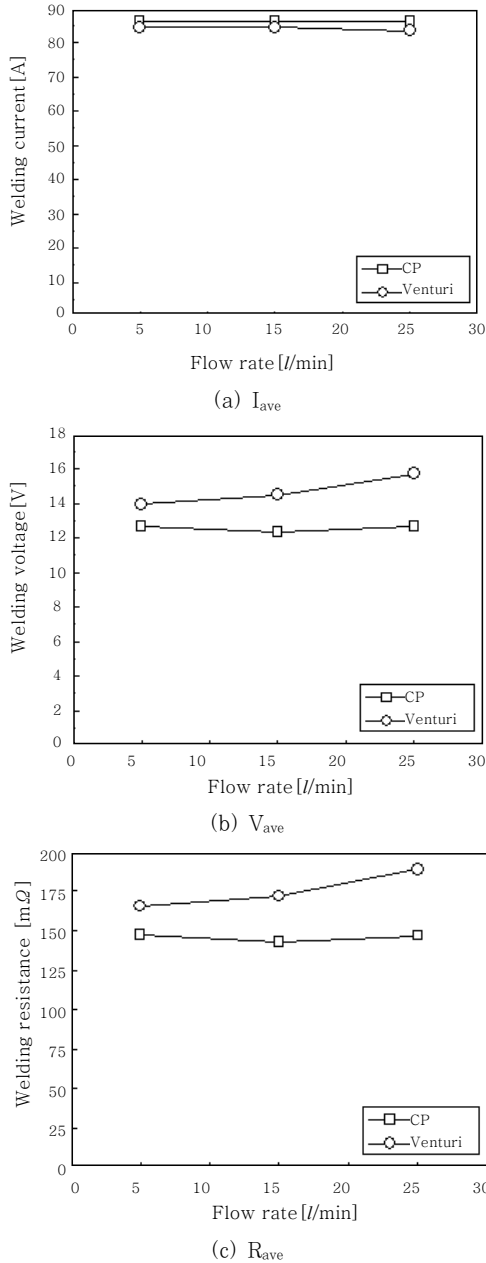 Welding current[A]
90
80
70
60
50
40
30
20
10
0
CP
Venturi
0 5 10 15 20 25 30
Flow rate[l/min]
(a) Iave
Welding voltage[V]
18
16
14
12
10
8
6
4
2
0
CP
Venturi
0 5 10 15 20 25 30
Flow rate[l/min]
(b) Vave
Welding resistance [mΩ]
200
175
150
125
100
75
50
25
0
CP
Venturi
0 5 10 15 20 25 30
Flow rate[l/min]
(c) Rave